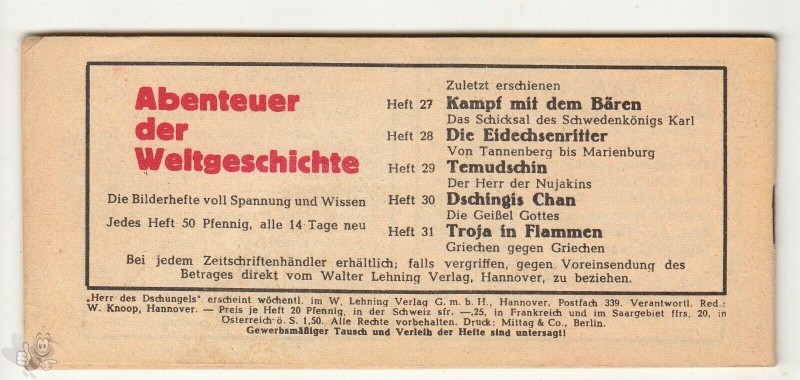 Abenteuer
der
Weltgeschichte
Die Bilderhefte voll Spannung und Wissen
Jedes Heft 50 Pfennig, alle 14 Tage neu
Zuletzt erschienen
Heft 27 Kampf mit dem Bären
Das Schicksal des Schwedenkönigs Karl
Heft 28 Die Eidechsenritter
Von Tannenberg bis Marienburg
Heft 29 Temudschin
Der Herr der Nujakins
Heft 30 Dschingis Chan
Die Geißel Gottes
Heft 31 Troja in Flammen
Griechen gegen Griechen
Bei jedem Zeitschriftenhändler erhältlich; falls vergriffen, gegen Voreinsendung des
Betrages direkt vom Walter Lehning Verlag, Hannover, zu beziehen.
„Herr des Dschungels" erscheint wöchentl. im W. Lehning Verlag G. m. b. H., Hannover, Postfach 339. Verantwortl. Red.:
W. Knoop, Hannover. — Preis je Heft 20 Pfennig, in der Schweiz sfr. —,25, in Frankreich und im Saargebiet ffrs. 20, in
Österreich ö. S. 1,50. Alle Rechte vorbehalten. Druck: Mittag & Co., Berlin.
Gewerbsmäßiger Tausch und Verleih der Hefte sind untersagt!